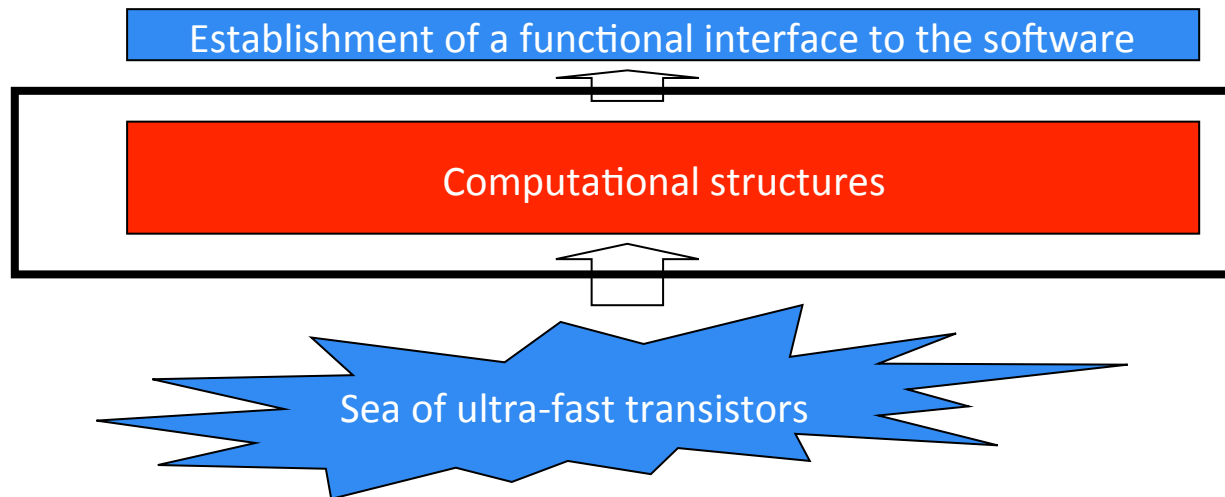 Establishment of a functional interface to the software
Computational structures
Sea of ultra-fast transistors